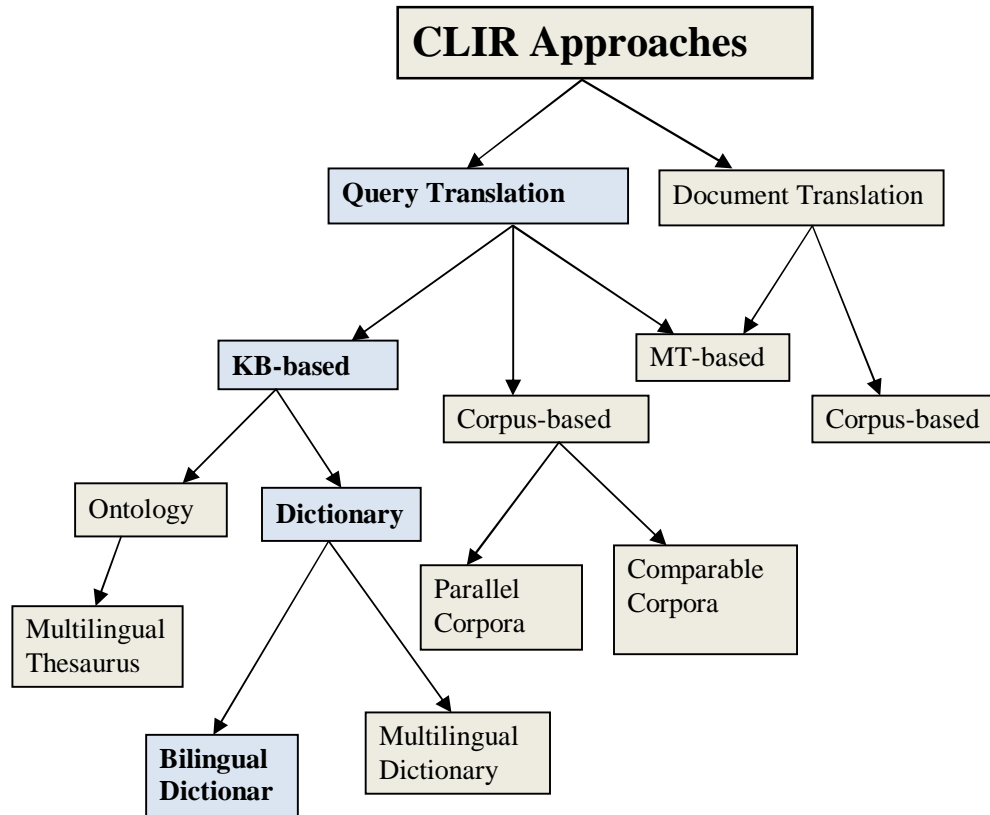 CLIR Approaches
Query Translation
Document Translation
KB-based
MT-based
Corpus-based
Corpus-based
Ontology
Dictionary
Parallel
Corpora
Comparable
Corpora
Multilingual
Thesaurus
Bilingual
Dictionar
Multilingual
Dictionary